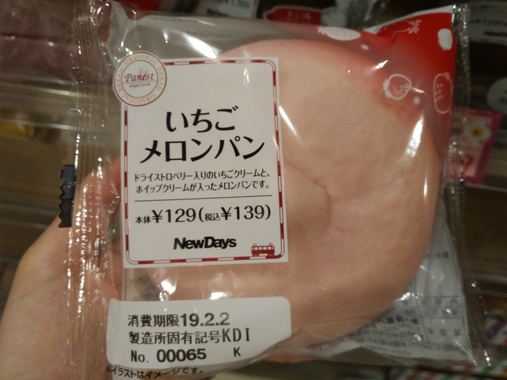 Panest
いちご
メロンパン
ドライストロベリー入りのいちごクリームと、
ホイップクリームが入ったメロンパンです。
本体¥129(税込¥139)
NewDays
消費期限19.2.2
製造所固有記号KDI
No. 00065 K
イラストはイメージです。